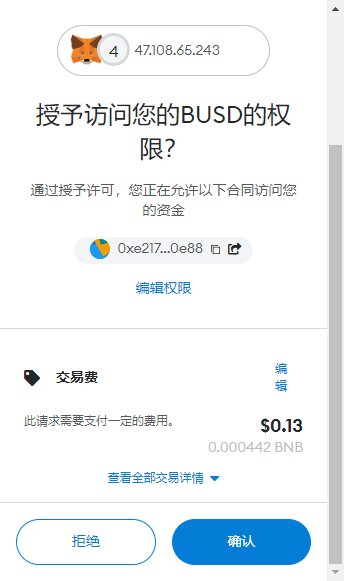 4 47.108.65.243
授予访问您的BUSD的权
限?
通过授予许可，您正在允许以下合同访问您
的资金
0xe217...0e88
编辑权限
交易费
编
辑
此请求需要支付一定的费用。
$0.13
0.000442 BNB
查看全部交易详情
拒绝
确认